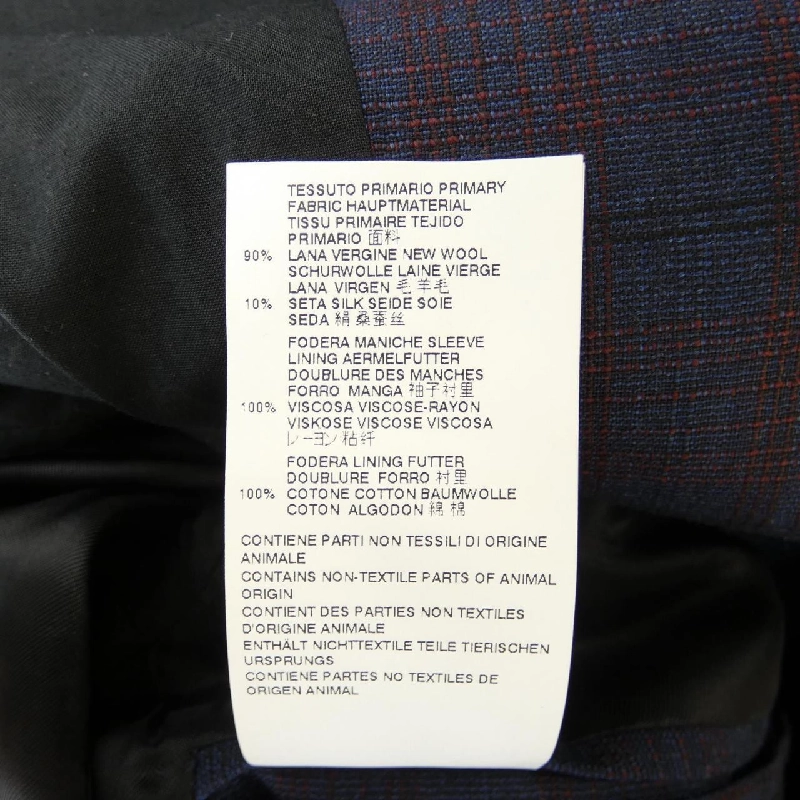 TESSUTO PRIMARIO PRIMARY
FABRIC HAUPTMATERIAL
TISSU PRIMAIRE TEJIDO
PRIMARIO 面料
90% LANA VERGINE NEW WOOL
SCHURWOLLE LAINE VIERGE
LANA VIRGEN 毛 羊毛
10% SETA SILK SEIDE SOIE
SEDA 絹 桑蚕丝
FODERA MANICHE SLEEVE
LINING AERMELFUTTER
DOUBLURE DES MANCHES
FORRO MANGA 袖子衬里
100% VISCOSA VISCOSE-RAYON
VISKOSE VISCOSE VISCOSA
レーヨン 粘纤
FODERA LINING FUTTER
DOUBLURE FORRO 衬里
100% COTONE COTTON BAUMWOLLE
COTON ALGODON 綿 棉
CONTIENE PARTI NON TESSILI DI ORIGINE
ANIMALE
CONTAINS NON-TEXTILE PARTS OF ANIMAL
ORIGIN
CONTIENT DES PARTIES NON TEXTILES
D'ORIGINE ANIMALE
ENTHÄLT NICHTTEXTILE TEILE TIERISCHEN
URSPRUNGS
CONTIENE PARTES NO TEXTILES DE
ORIGEN ANIMAL